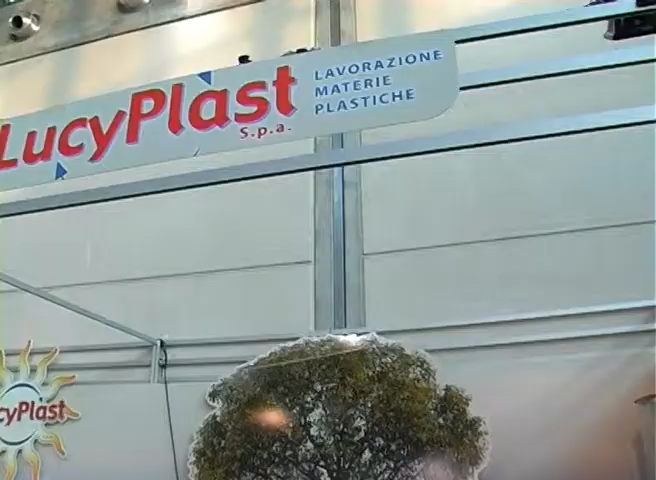 LucyPlast
S.p.a.
LAVORAZIONE
MATERIE
PLASTICHE
cyPlast